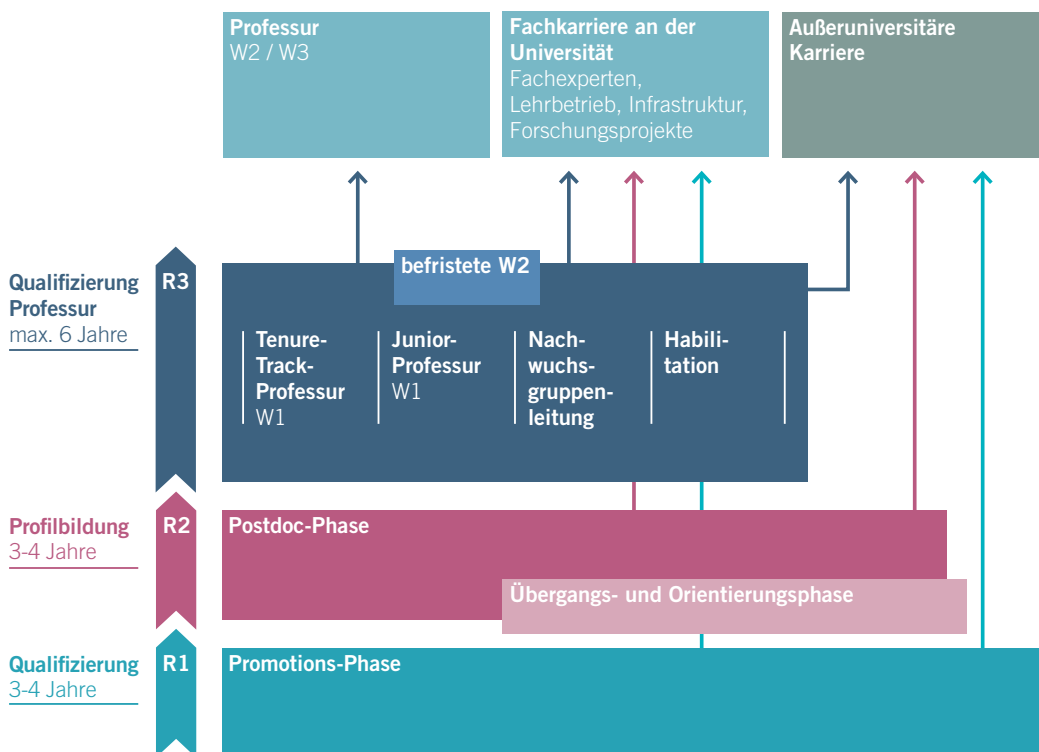 Professur
W2 / W3
Fachkarriere an der
Universität
Fachexperten,
Lehrbetrieb, Infrastruktur,
Forschungsprojekte
Außeruniversitäre
Karriere
Qualifizierung
Professur
max. 6 Jahre
R3
befristete W2
Tenure-
Track-
Professur
W1
Junior-
Professur
W1
Nach-
wuchs-
gruppen-
leitung
Habili-
tation
Profilbildung
3-4 Jahre
R2
Postdoc-Phase
Übergangs- und Orientierungsphase
Qualifizierung
3-4 Jahre
R1
Promotions-Phase